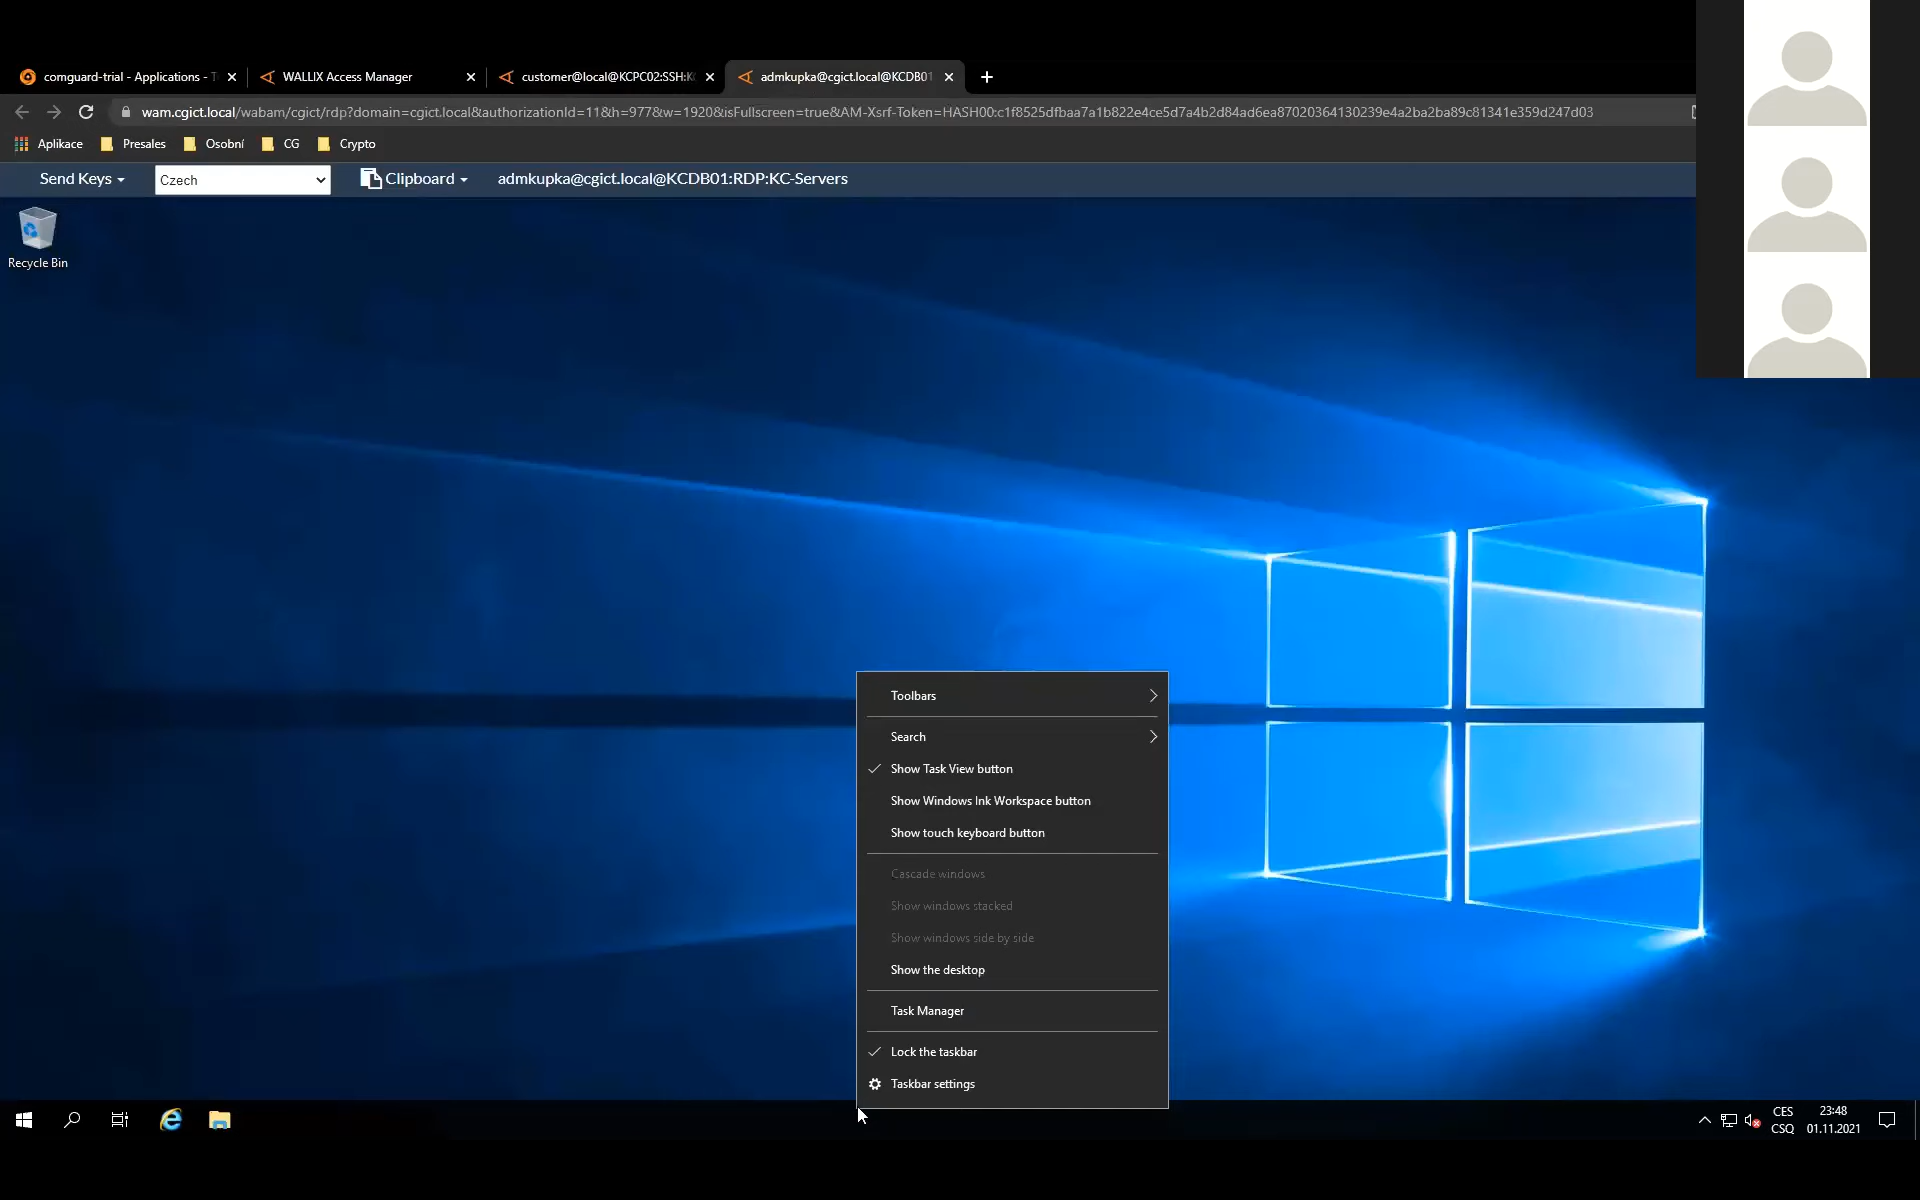 comguard-trial - Applications - T
WALLIX Access Manager
customer@local@KCPC02:SSH:K
admkupka@cgict.local@KCDB01
wam.cgict.local/wabam/cgict/rdp?domain=cgict.local&authorizationId=11&h=977&w=1920&isFullscreen=true&AM-Xsrf-Token=HASH00:c1f8525dfbaa7a1b822e4ce5d7a4b2d84ad6ea87020364130239e4a2ba2ba89c81341e359d247d03
Aplikace
Presales
Osobní
CG
Crypto
Send Keys
Czech
Clipboard
admkupka@cgict.local@KCDB01:RDP:KC-Servers
Recycle Bin
Toolbars
Search
Show Task View button
Show Windows Ink Workspace button
Show touch keyboard button
Cascade windows
Show windows stacked
Show windows side by side
Show the desktop
Task Manager
Lock the taskbar
Taskbar settings
CES
CSQ
23:48
01.11.2021